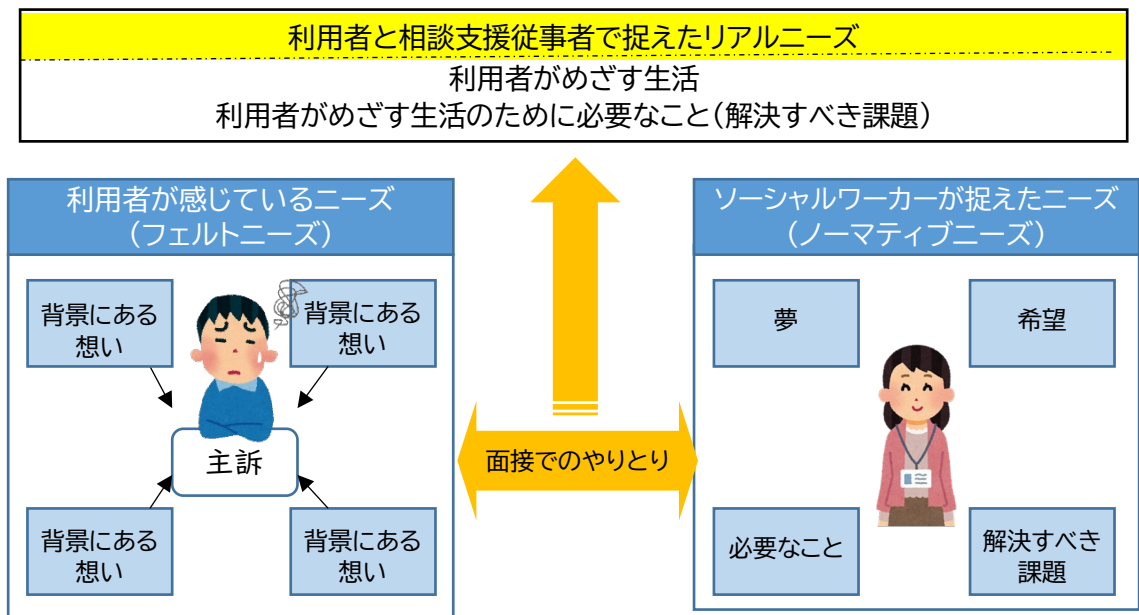 利用者と相談支援従事者で捉えたリアルニーズ
利用者がめざす生活
利用者がめざす生活のために必要なこと(解決すべき課題)
利用者が感じているニーズ
(フェルトニーズ)
背景にある
想い
背景にある
想い
主訴
背景にある
想い
背景にある
想い
面接でのやりとり
ソーシャルワーカーが捉えたニーズ
(ノーマティブニーズ)
夢
希望
必要なこと
解決すべき
課題